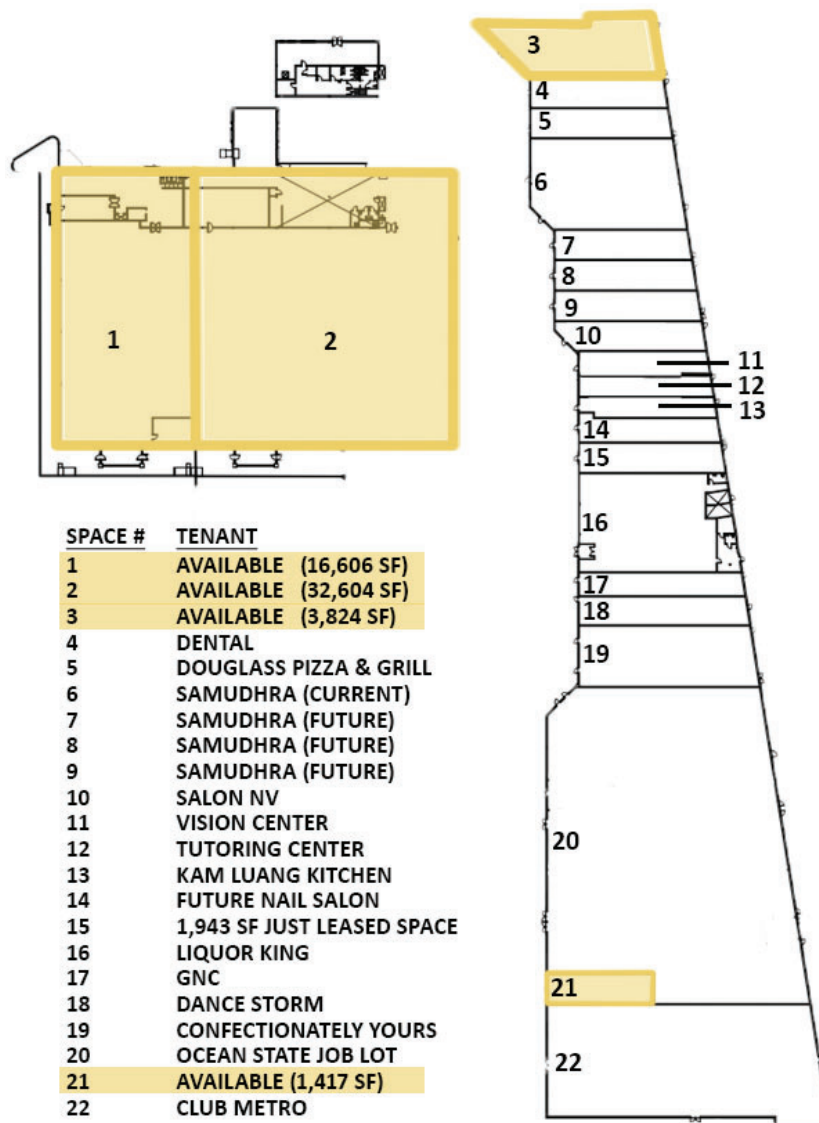 3
4
5
6
7
8
9
10
11
12
13
14
15
16
17
18
19
20
21
22
1
2
SPACE # TENANT
1 AVAILABLE (16,606 SF)
2 AVAILABLE (32,604 SF)
3 AVAILABLE (3,824 SF)
4 DENTAL
5 DOUGLASS PIZZA & GRILL
6 SAMUDHRA (CURRENT)
7 SAMUDHRA (FUTURE)
8 SAMUDHRA (FUTURE)
9 SAMUDHRA (FUTURE)
10 SALON NV
11 VISION CENTER
12 TUTORING CENTER
13 KAM LUANG KITCHEN
14 FUTURE NAIL SALON
15 1,943 SF JUST LEASED SPACE
16 LIQUOR KING
17 GNC
18 DANCE STORM
19 CONFECTIONATELY YOURS
20 OCEAN STATE JOB LOT
21 AVAILABLE (1,417 SF)
22 CLUB METRO